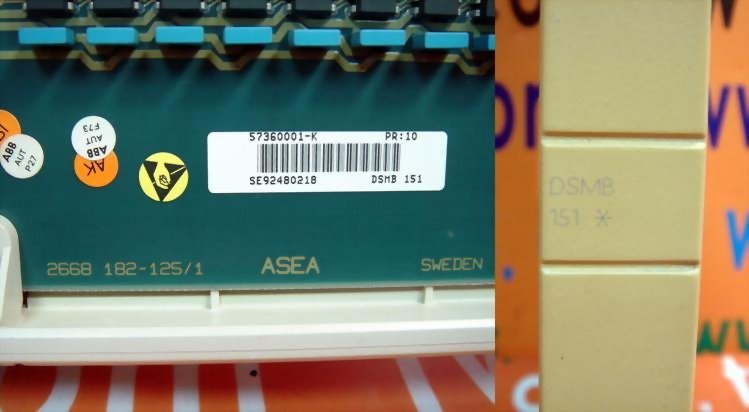 57360001-K PR:10
SE92480218 DSMB 151
ABB
AUT
P27
ABB
AUT
F73
AK
2668 182-125/1 ASEA SWEDEN
DSMB
151 *